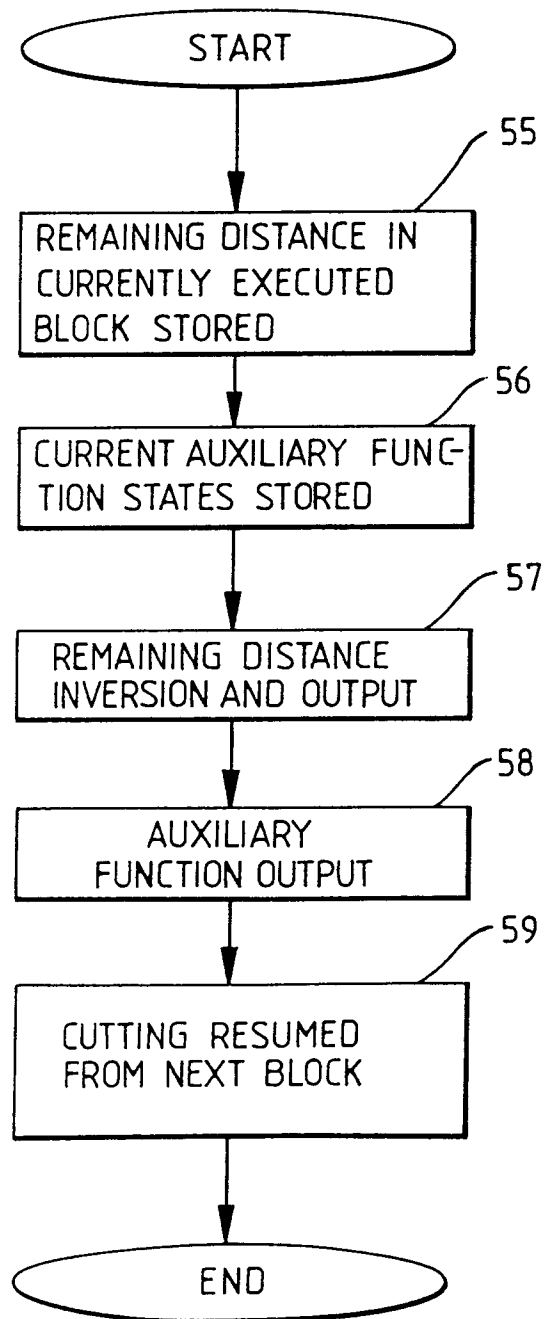 START
55
REMAINING DISTANCE IN
CURRENTLY EXECUTED
BLOCK STORED
56
CURRENT AUXILIARY FUNC-
TION STATES STORED
57
REMAINING DISTANCE
INVERSION AND OUTPUT
58
AUXILIARY
FUNCTION OUTPUT
59
CUTTING RESUMED
FROM NEXT BLOCK
END